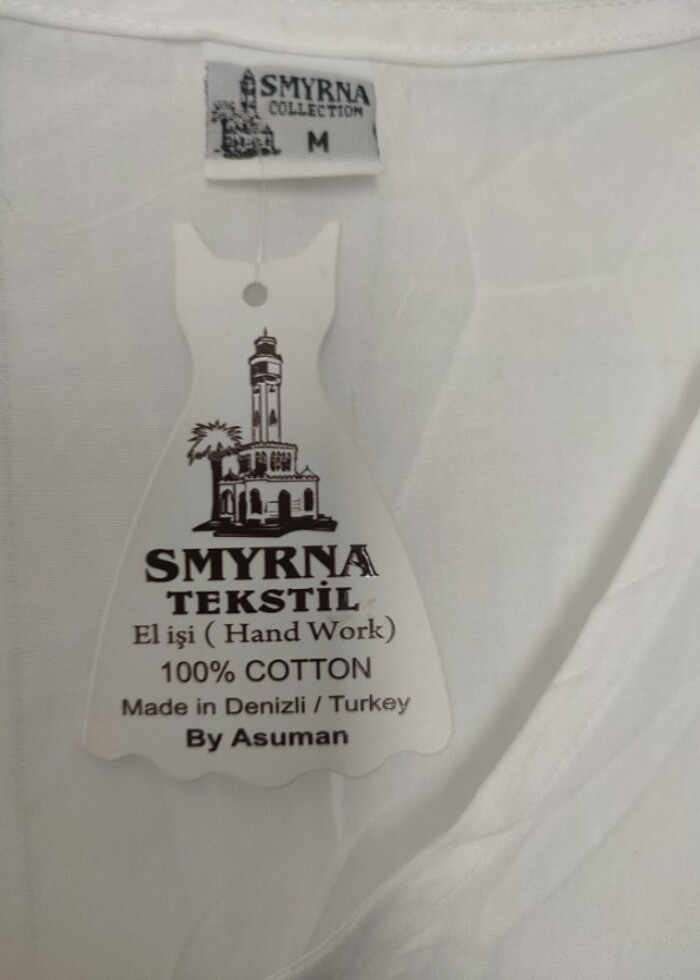 SMYRNA
COLLECTION
M
SMYRNA
TEKSTİL
El işi ( Hand Work)
100% COTTON
Made in Denizli / Turkey
By Asuman